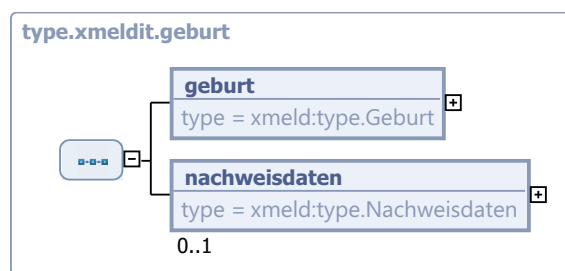 type.xmeldit.geburt
geburt
type = xmeld:type.Geburt
nachweisdaten
type = xmeld:type.Nachweisdaten
0..1